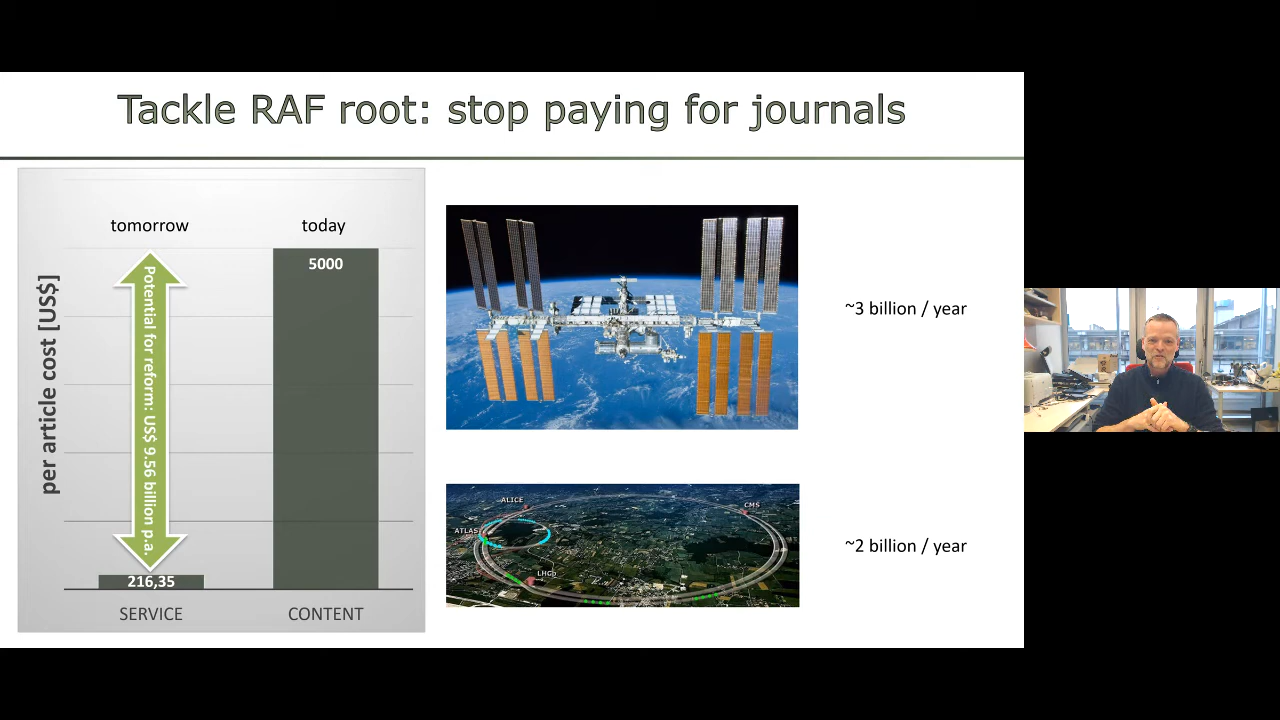 Tackle RAF root: stop paying for journals
tomorrow
today
5000
per article cost [US$]
Potential for reform: US$ 9.56 billion p.a.
216,35
SERVICE
CONTENT
~3 billion / year
ALICE
CMS
ATLAS
LHCb
~2 billion / year